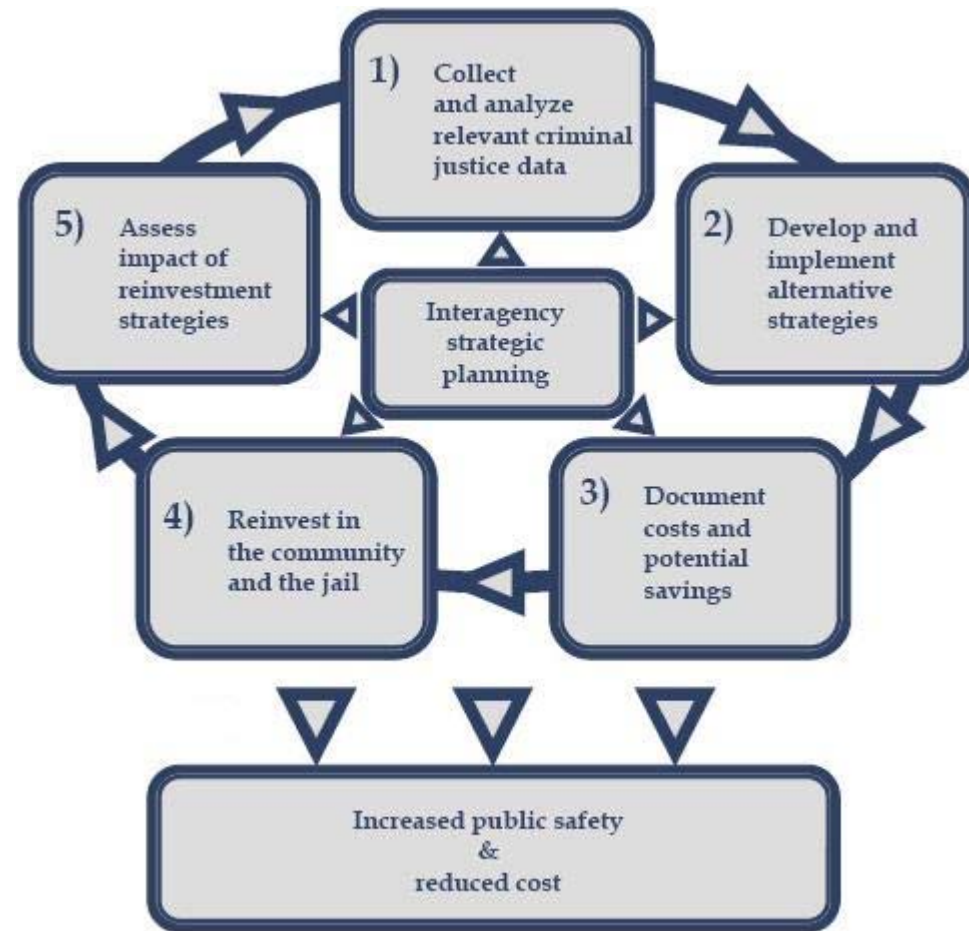 1) Collect
and analyze
relevant criminal
justice data
2) Develop and
implement
alternative
strategies
3) Document
costs and
potential
savings
4) Reinvest in
the community
and the jail
5) Assess
impact of
reinvestment
strategies
Interagency
strategic
planning
Increased public safety
&
reduced cost